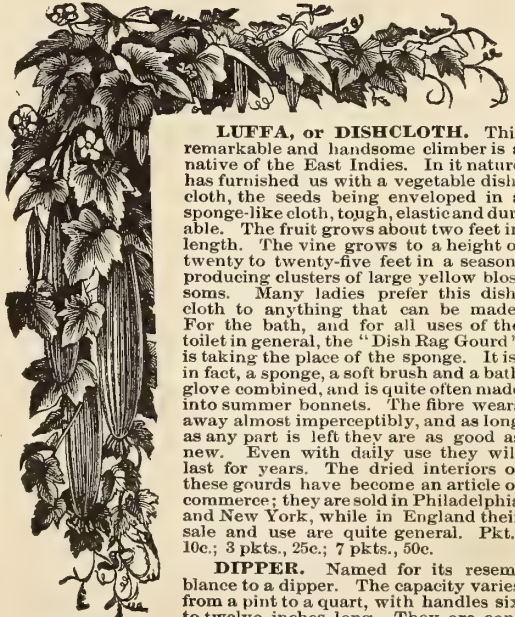 LUFFA, or DISHCLOTH. This
remarkable and handsome climber is a
native of the East Indies. In it nature
has furnished us with a vegetable dish
cloth, the seeds being enveloped in a
sponge-like cloth, tough, elastic and dur
able. The fruit grows about two feet in
length. The vine grows to a height of
twenty to twenty-five feet in a season,
producing clusters of large yellow blos
soms. Many ladies prefer this dish
cloth to anything that can be made.
For the bath, and for all uses of the
toilet in general, the "Dish Rag Gourd"
is taking the place of the sponge. It is,
in fact, a sponge, a soft brush and a bath
glove combined, and is quite often made
into summer bonnets. The fibre wears
away almost imperceptibly, and as long
as any part is left they are as good as
new. Even with daily use they will
last for years. The dried interiors of
these gourds have become an article of
commerce; they are sold in Philadelphia
and New York, while in England their
sale and use are quite general. Pkt.,
10c.; 3 pkts., 25c.; 7 pkts., 50c.
DIPPER. Named for its resem
blance to a dipper. The capacity varies
from a pint to a quart, with handles six
to twelve inches long. They are